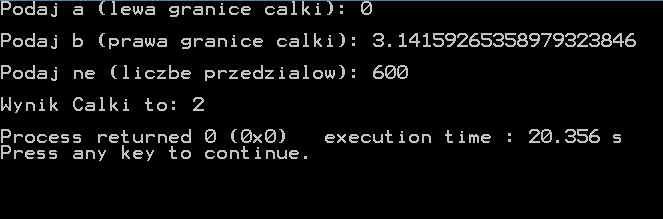 Podaj a (lewa granice calki): 0
Podaj b (prawa granice calki): 3.14159265358979323846
Podaj ne (liczbe przedzialow): 600
Wynik Calki to: 2
Process returned 0 (0x0)   execution time : 20.356 s
Press any key to continue.